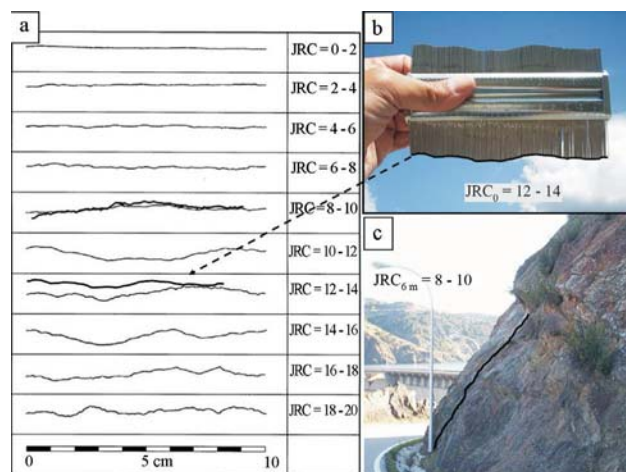 a
JRC = 0 - 2
JRC = 2 - 4
JRC = 4 - 6
JRC = 6 - 8
JRC = 8 - 10
JRC = 10 - 12
JRC = 12 - 14
JRC = 14 - 16
JRC = 16 - 18
JRC = 18 - 20
0 5 cm 10
b
JRC₀ = 12 - 14
c
JRC₆ ₘ = 8 - 10